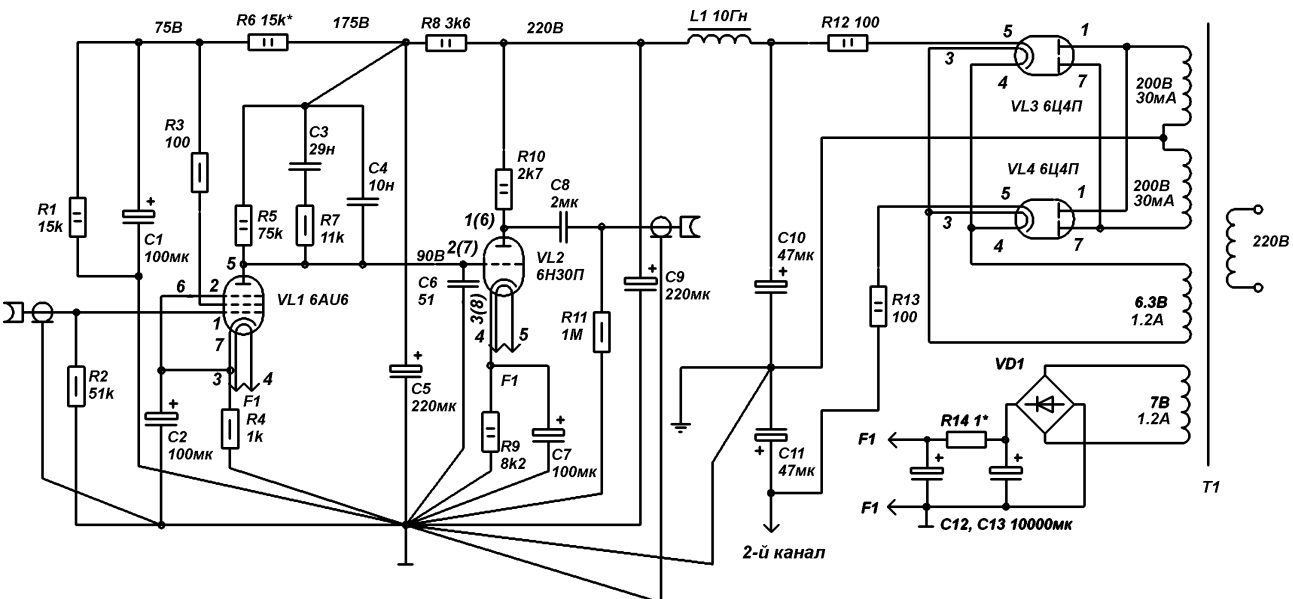 75В
R6 15k*
175В
R8 3k6
220В
L1 10Гн
R12 100
5
1
3
4
7
VL3 6Ц4П
200В
30мА
R3
100
C3
29н
C4
10н
R10
2k7
C8
2мк
VL4 6Ц4П
5
1
3
4
7
200В
30мА
R1
15k
C1
100мк
R5
75k
R7
11k
1(6)
2(7)
90В
VL2
6Н30П
C6
51
3(8)
4
5
C10
47мк
220В
5
6
2
1
7
3
4
VL1 6AU6
F1
C9
220мк
R11
1М
R13
100
6.3В
1.2А
R2
51k
C2
100мк
R4
1k
C5
220мк
F1
R9
8k2
C7
100мк
C11
47мк
VD1
7В
1.2А
R14 1*
F1
F1
C12, C13 10000мк
T1
2-й канал